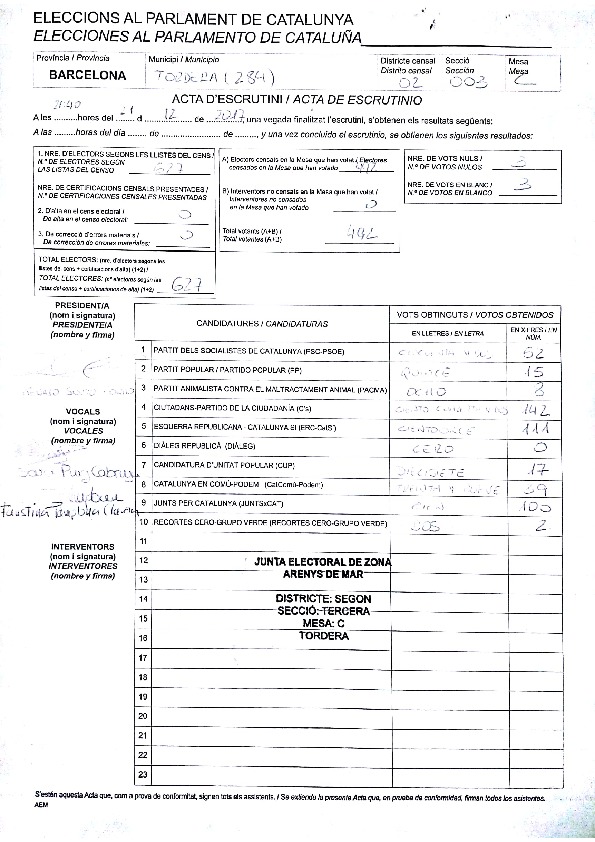 ELECCIONS AL PARLAMENT DE CATALUNYA
ELECCIONES AL PARLAMENTO DE CATALUÑA
Província / Provincia
BARCELONA
Municipi / Municipio
TORDERA (284)
Districte censal
Distrito censal
02
Secció
Sección
003
Mesa
Mesa
C
ACTA D'ESCRUTINI / ACTA DE ESCRUTINIO
A les 21:40 hores del 21 d 12 de 2017, una vegada finalitzat l'escrutini, s'obtenen els resultats següents:
A las ..........horas del día ....... de ............... de ........, y una vez concluido el escrutinio, se obtienen los siguientes resultados:
1. NRE. D'ELECTORS SEGONS LES LLISTES DEL CENS /
N.º DE ELECTORES SEGÚN
LAS LISTAS DEL CENSO 627
NRE. DE CERTIFICACIONS CENSALS PRESENTADES /
N.º DE CERTIFICACIONES CENSALES PRESENTADAS
2. D'alta en el cens electoral /
De alta en el censo electoral: 0
3. De correcció d'errors materials /
De corrección de errores materiales: 0
TOTAL ELECTORS: (nre. d'electors segons les
llistes del cens + certificacions d'alta) (1+2) /
TOTAL ELECTORES: (nº electores según las
listas del censo + certificaciones de alta) (1+2) 627
A) Electors censats en la Mesa que han votat / Electores
censados en la Mesa que han votado 442
B) Interventors no censats en la Mesa que han votat /
Interventores no censados
en la Mesa que han votado 0
Total votants (A+B) /
Total votantes (A+B) 442
NRE. DE VOTS NULS /
N.º DE VOTOS NULOS 3
NRE. DE VOTS EN BLANC /
N.º DE VOTOS EN BLANCO 3
PRESIDENT/A
(nom i signatura)
PRESIDENTE/A
(nombre y firma)
VOCALS
(nom i signatura)
VOCALES
(nombre y firma)
INTERVENTORS
(nom i signatura)
INTERVENTORES
(nombre y firma)
CANDIDATURES / CANDIDATURAS
VOTS OBTINGUTS / VOTOS OBTENIDOS
EN LLETRES / EN LETRA
EN XIFRES / EN NÚM.
1 PARTIT DELS SOCIALISTES DE CATALUNYA (PSC-PSOE) 52
2 PARTIT POPULAR / PARTIDO POPULAR (PP) QUINCE 15
3 PARTIT ANIMALISTA CONTRA EL MALTRACTAMENT ANIMAL (PACMA) OCHO 8
4 CIUTADANS-PARTIDO DE LA CIUDADANÍA (C's) 142
5 ESQUERRA REPUBLICANA - CATALUNYA SÍ (ERC-CatSí) CIENTO ONCE 111
6 DIÀLEG REPUBLICÀ (DIÀLEG) CERO 0
7 CANDIDATURA D'UNITAT POPULAR (CUP) DIECISIETE 17
8 CATALUNYA EN COMÚ-PODEM (CatComú-Podem) TREINTA Y NUEVE 39
9 JUNTS PER CATALUNYA (JUNTSxCAT) CIEN 100
10 RECORTES CERO-GRUPO VERDE (RECORTES CERO-GRUPO VERDE) DOS 2
11
12
13
14
15
16
17
18
19
20
21
22
23
JUNTA ELECTORAL DE ZONA
ARENYS DE MAR
DISTRICTE: SEGON
SECCIÓ: TERCERA
MESA: C
TORDERA
S'estén aquesta Acta que, com a prova de conformitat, signen tots els assistents. / Se extiende la presente Acta que, en prueba de conformidad, firman todos los asistentes.
AEM